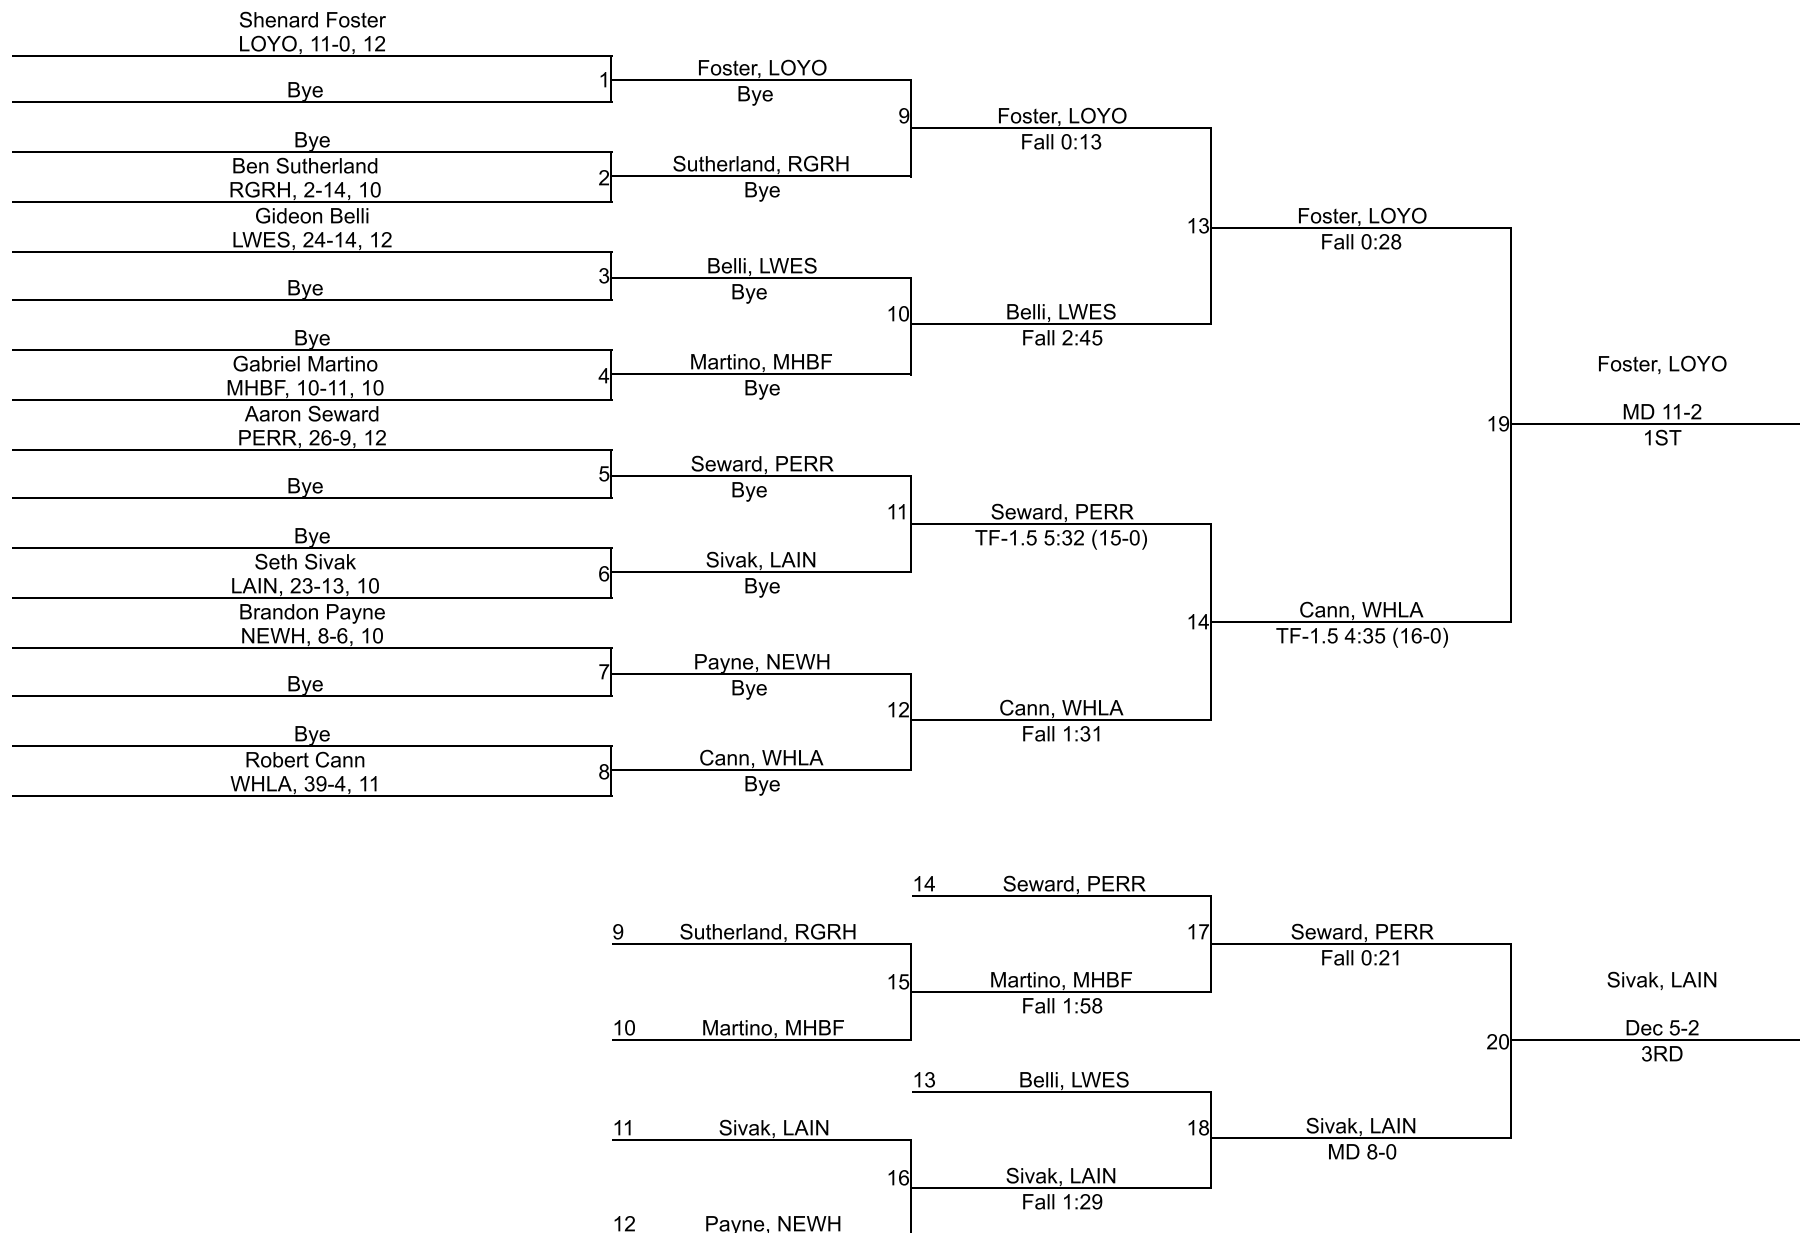 Shenard Foster
LOYO, 11-0, 12
Bye
1
Bye
Ben Sutherland
RGRH, 2-14, 10
2
Gideon Belli
LWES, 24-14, 12
Bye
3
Bye
Gabriel Martino
MHBF, 10-11, 10
4
Aaron Seward
PERR, 26-9, 12
Bye
5
Bye
Seth Sivak
LAIN, 23-13, 10
6
Brandon Payne
NEWH, 8-6, 10
Bye
7
Bye
Robert Cann
WHLA, 39-4, 11
8
Foster, LOYO
Bye
9
Sutherland, RGRH
Bye
Belli, LWES
Bye
10
Martino, MHBF
Bye
Seward, PERR
Bye
11
Sivak, LAIN
Bye
Payne, NEWH
Bye
12
Cann, WHLA
Bye
Foster, LOYO
Fall 0:13
13
Belli, LWES
Fall 2:45
Seward, PERR
TF-1.5 5:32 (15-0)
14
Cann, WHLA
Fall 1:31
Foster, LOYO
Fall 0:28
19
Cann, WHLA
TF-1.5 4:35 (16-0)
Foster, LOYO
MD 11-2
1ST
9 Sutherland, RGRH
15
10 Martino, MHBF
11 Sivak, LAIN
16
12 Payne, NEWH
14 Seward, PERR
17
Martino, MHBF
Fall 1:58
13 Belli, LWES
18
Sivak, LAIN
Fall 1:29
Seward, PERR
Fall 0:21
20
Sivak, LAIN
MD 8-0
Sivak, LAIN
Dec 5-2
3RD